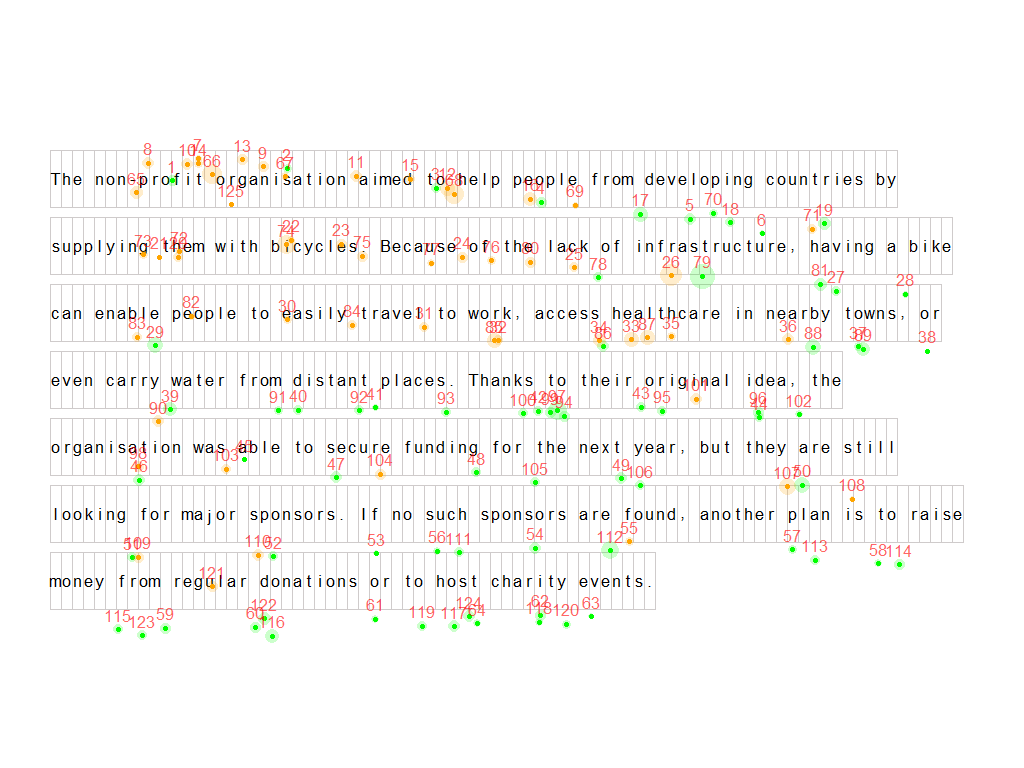 The non-profit organisation aimed to help people from developing countries by
supplying them with bicycles. Because of the lack of infrastructure, having a bike
can enable people to easily travel to work, access healthcare in nearby towns, or
even carry water from distant places. Thanks to their original idea, the
organisation was able to secure funding for the next year, but they are still
looking for major sponsors. If no such sponsors are found, another plan is to raise
money from regular donations or to host charity events.